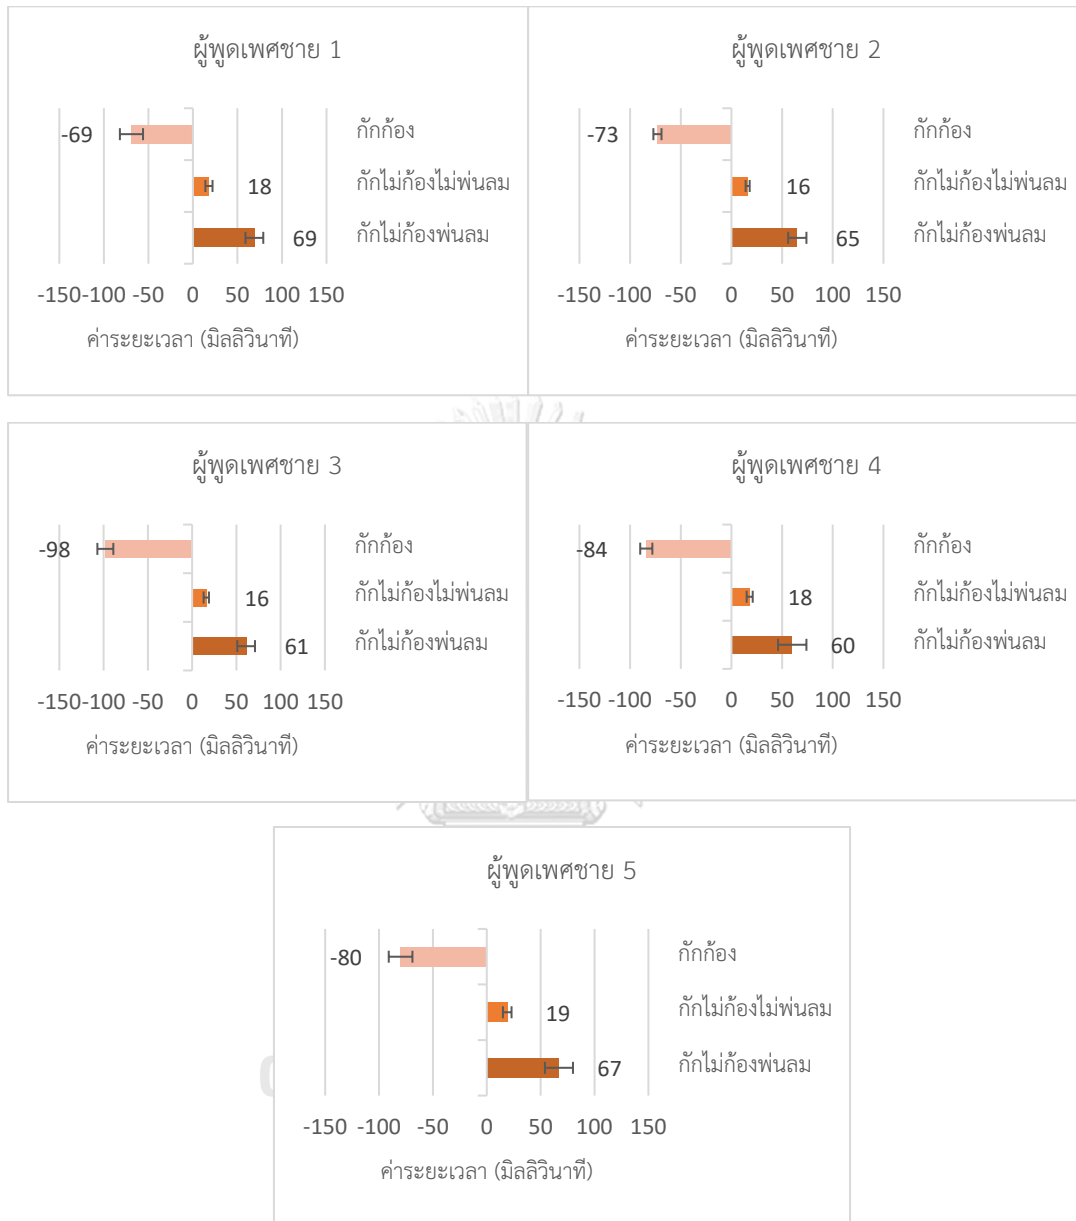 ผู้พูดเพศชาย 1
-69
กักก้อง
18
กักไม่ก้องไม่พ่นลม
69
กักไม่ก้องพ่นลม
-150 -100 -50 0 50 100 150
ค่าระยะเวลา (มิลลิวินาที)
ผู้พูดเพศชาย 2
-73
กักก้อง
16
กักไม่ก้องไม่พ่นลม
65
กักไม่ก้องพ่นลม
-150 -100 -50 0 50 100 150
ค่าระยะเวลา (มิลลิวินาที)
ผู้พูดเพศชาย 3
-98
กักก้อง
16
กักไม่ก้องไม่พ่นลม
61
กักไม่ก้องพ่นลม
-150 -100 -50 0 50 100 150
ค่าระยะเวลา (มิลลิวินาที)
ผู้พูดเพศชาย 4
-84
กักก้อง
18
กักไม่ก้องไม่พ่นลม
60
กักไม่ก้องพ่นลม
-150 -100 -50 0 50 100 150
ค่าระยะเวลา (มิลลิวินาที)
ผู้พูดเพศชาย 5
-80
กักก้อง
19
กักไม่ก้องไม่พ่นลม
67
กักไม่ก้องพ่นลม
-150 -100 -50 0 50 100 150
ค่าระยะเวลา (มิลลิวินาที)